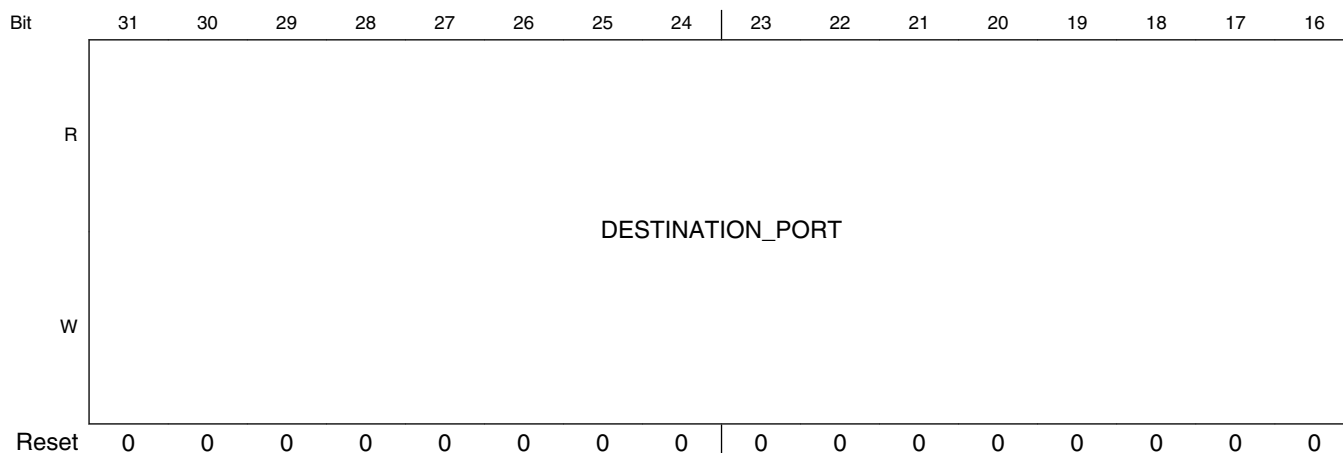 Bit 31 30 29 28 27 26 25 24 23 22 21 20 19 18 17 16
R
DESTINATION_PORT
W
Reset 0 0 0 0 0 0 0 0 0 0 0 0 0 0 0 0